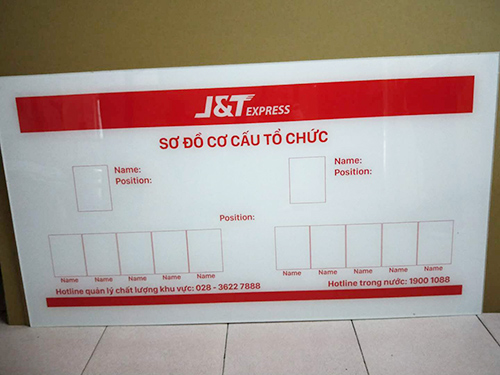 J&T EXPRESS
SƠ ĐỒ CƠ CẤU TỔ CHỨC
Name:
Position:
Name:
Position:
Position:
Name Name Name Name Name
Name Name Name Name Name
Hotline quản lý chất lượng khu vực: 028 - 3622 7888
Hotline trong nước: 1900 1088